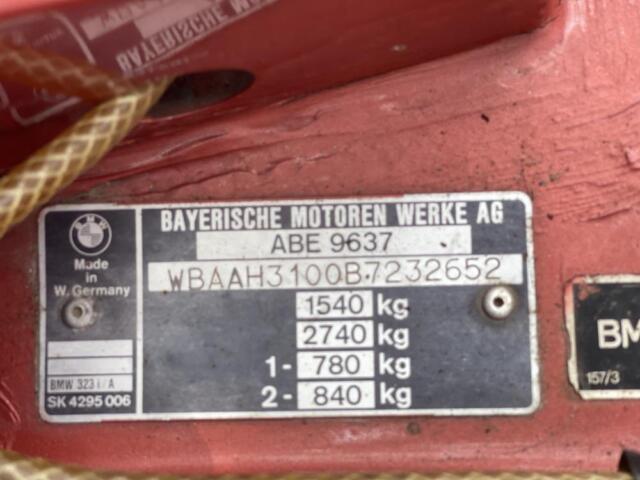 BAYERISCHE
BMW
Made
in
W. Germany
BAYERISCHE MOTOREN WERKE AG
ABE 9637
WBAAH3100B7232652
1540 kg
2740 kg
1- 780 kg
2- 840 kg
BMW 323 i/A
SK 4295 006
BM
157/3